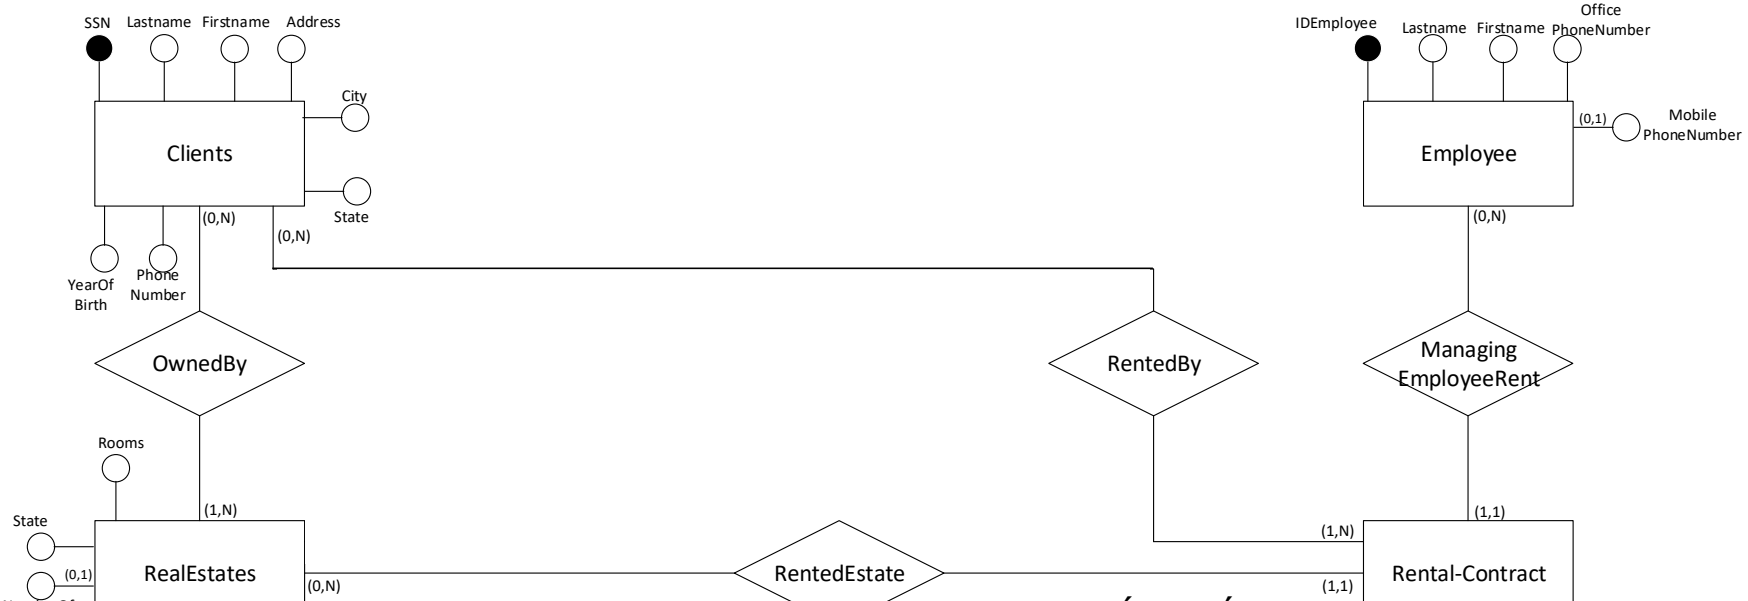 SSN
Lastname
Firstname
Address
IDEmployee
Lastname
Firstname
Office
PhoneNumber
City
(0,1)
Mobile
PhoneNumber
Clients
Employee
State
(0,N)
(0,N)
(0,N)
YearOf
Birth
Phone
Number
OwnedBy
RentedBy
Managing
EmployeeRent
Rooms
(1,N)
(1,1)
State
(1,N)
(0,1)
RealEstates
(0,N)
RentedEstate
(1,1)
Rental-Contract